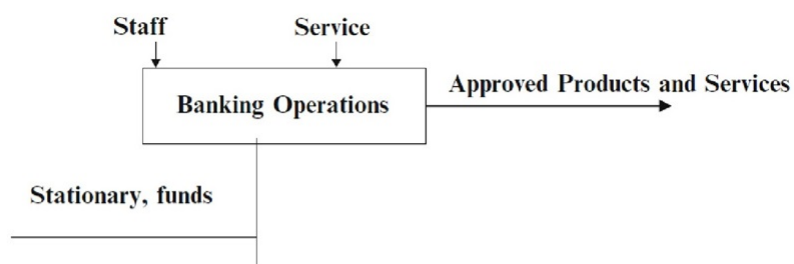 Staff
Service
Approved Products and Services
Banking Operations
Stationary, funds